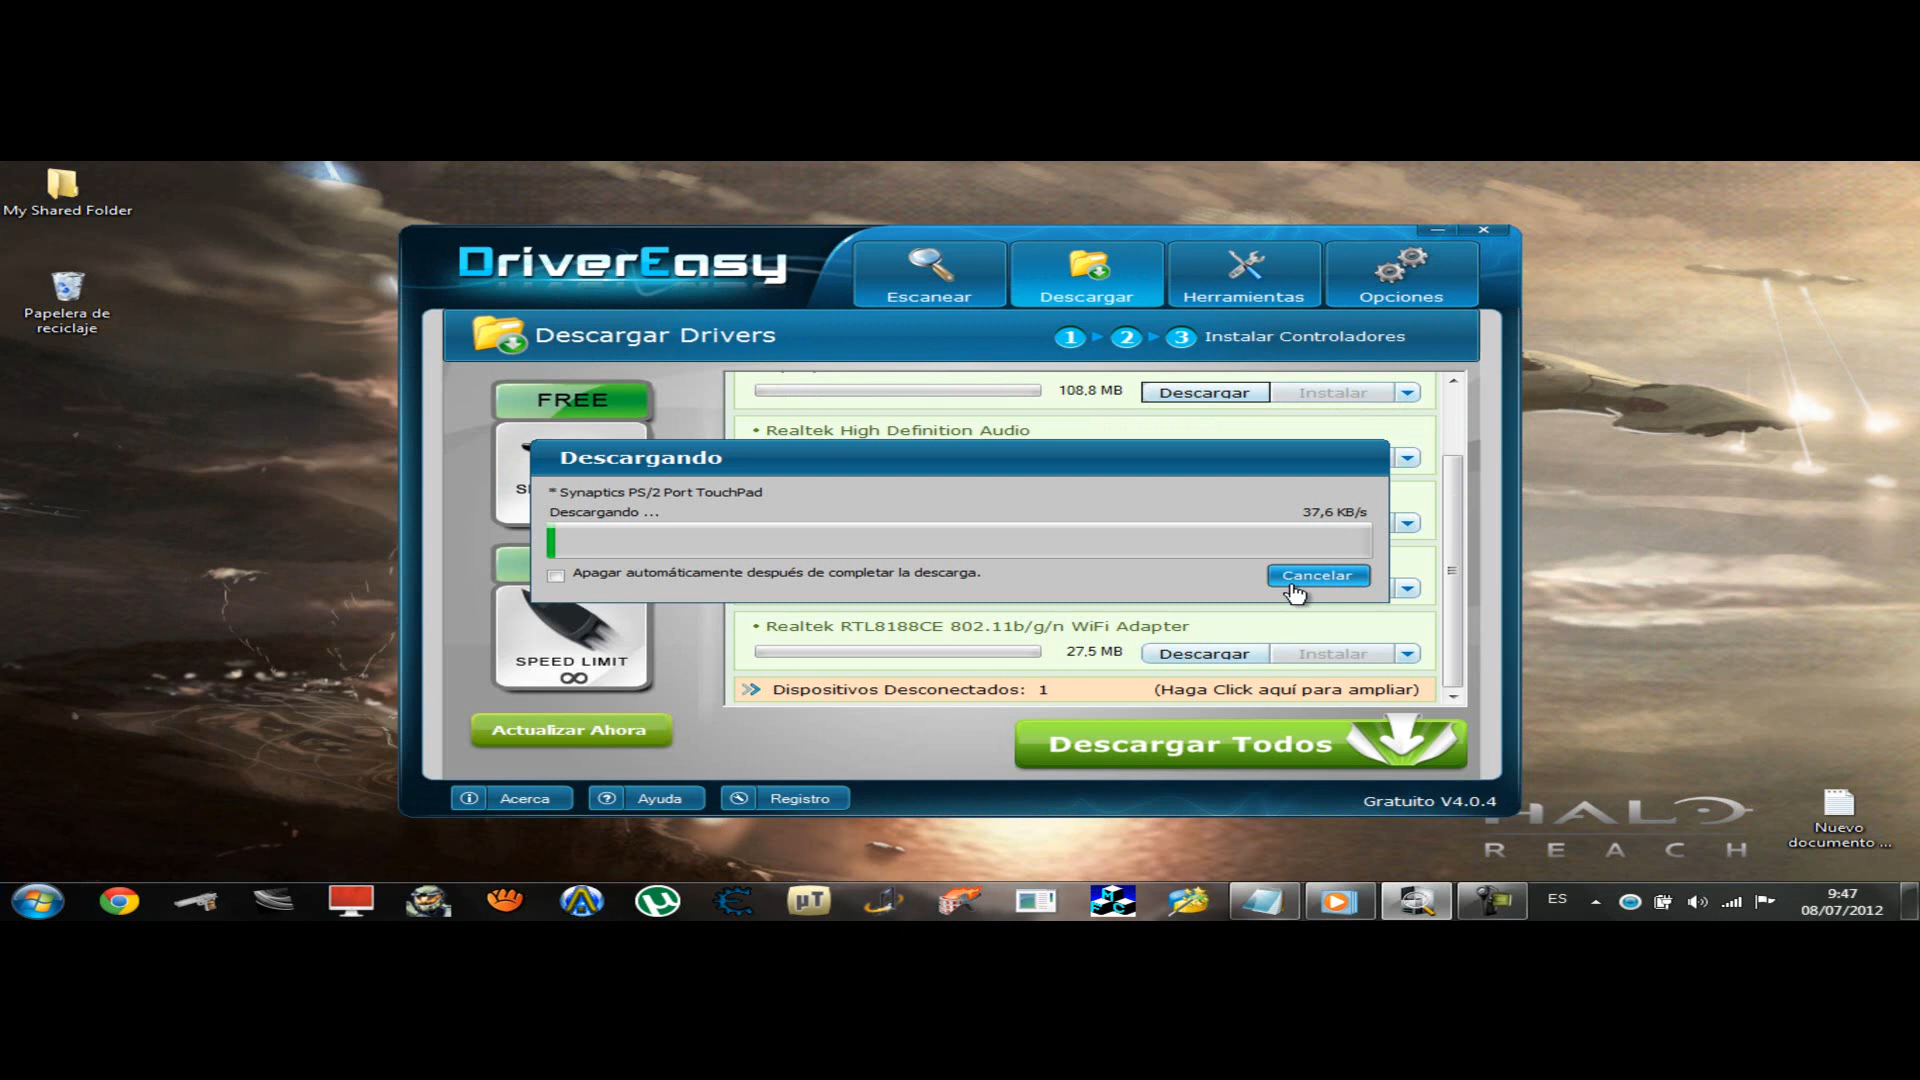 My Shared Folder
Papelera de
reciclaje
DriverEasy
Escanear
Descargar
Herramientas
Opciones
Descargar Drivers
1 2 3 Instalar Controladores
FREE
108,8 MB Descargar Instalar
• Realtek High Definition Audio
Descargando
* Synaptics PS/2 Port TouchPad
Descargando ... 37,6 KB/s
Apagar automáticamente después de completar la descarga.
Cancelar
• Realtek RTL8188CE 802.11b/g/n WiFi Adapter
27,5 MB Descargar Instalar
SPEED LIMIT
∞
Dispositivos Desconectados: 1 (Haga Click aquí para ampliar)
Actualizar Ahora
Descargar Todos
Acerca
Ayuda
Registro
Gratuito V4.0.4
HALO
REACH
Nuevo
documento ...
µT
ES
9:47
08/07/2012